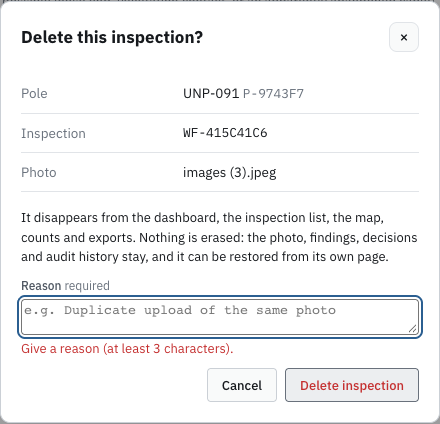 Delete this inspection?
×
Pole UNP-091 P-9743F7
Inspection WF-415C41C6
Photo images (3).jpeg
It disappears from the dashboard, the inspection list, the map,
counts and exports. Nothing is erased: the photo, findings, decisions
and audit history stay, and it can be restored from its own page.
Reason required
e.g. Duplicate upload of the same photo
Give a reason (at least 3 characters).
Cancel Delete inspection